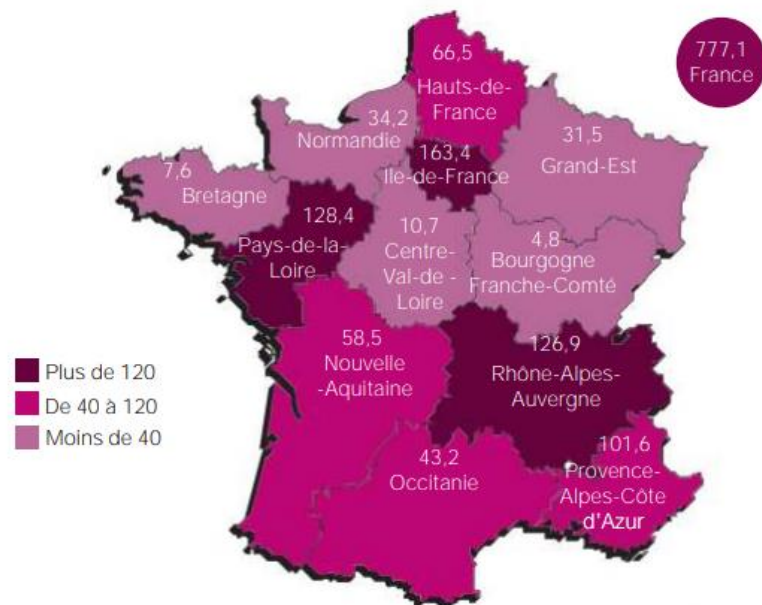 66,5
Hauts-de-
France
777,1
France
34,2
Normandie
163,4
Ile-de-France
31,5
Grand-Est
7,6
Bretagne
128,4
Pays-de-la-
Loire
10,7
Centre-
Val-de -
Loire
4,8
Bourgogne
Franche-Comté
58,5
Nouvelle
-Aquitaine
126,9
Rhône-Alpes-
Auvergne
43,2
Occitanie
101,6
Provence-
Alpes-Côte
d'Azur
Plus de 120
De 40 à 120
Moins de 40